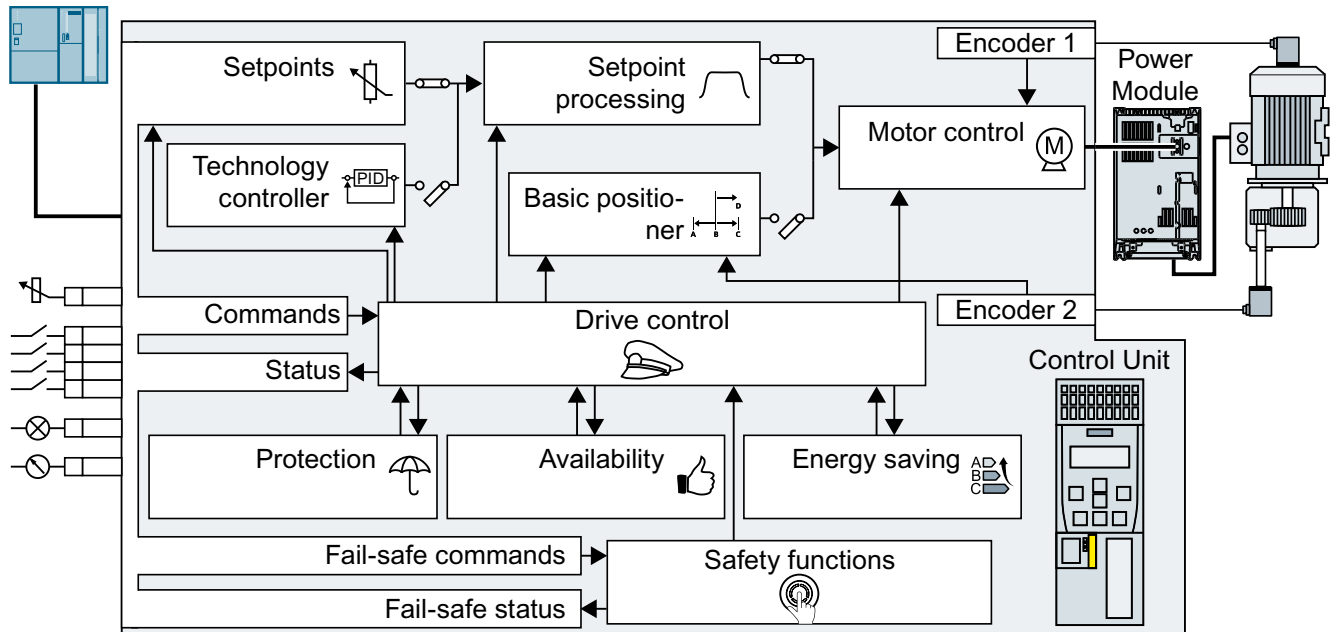 Encoder 1
Power
Module
Setpoints
Setpoint
processing
Motor control
M
Technology
controller
PID
Basic positio-
ner
D
A B C
Commands
Drive control
Encoder 2
Status
Control Unit
Protection
Availability
Energy saving
A
B
C
Fail-safe commands
Safety functions
Fail-safe status